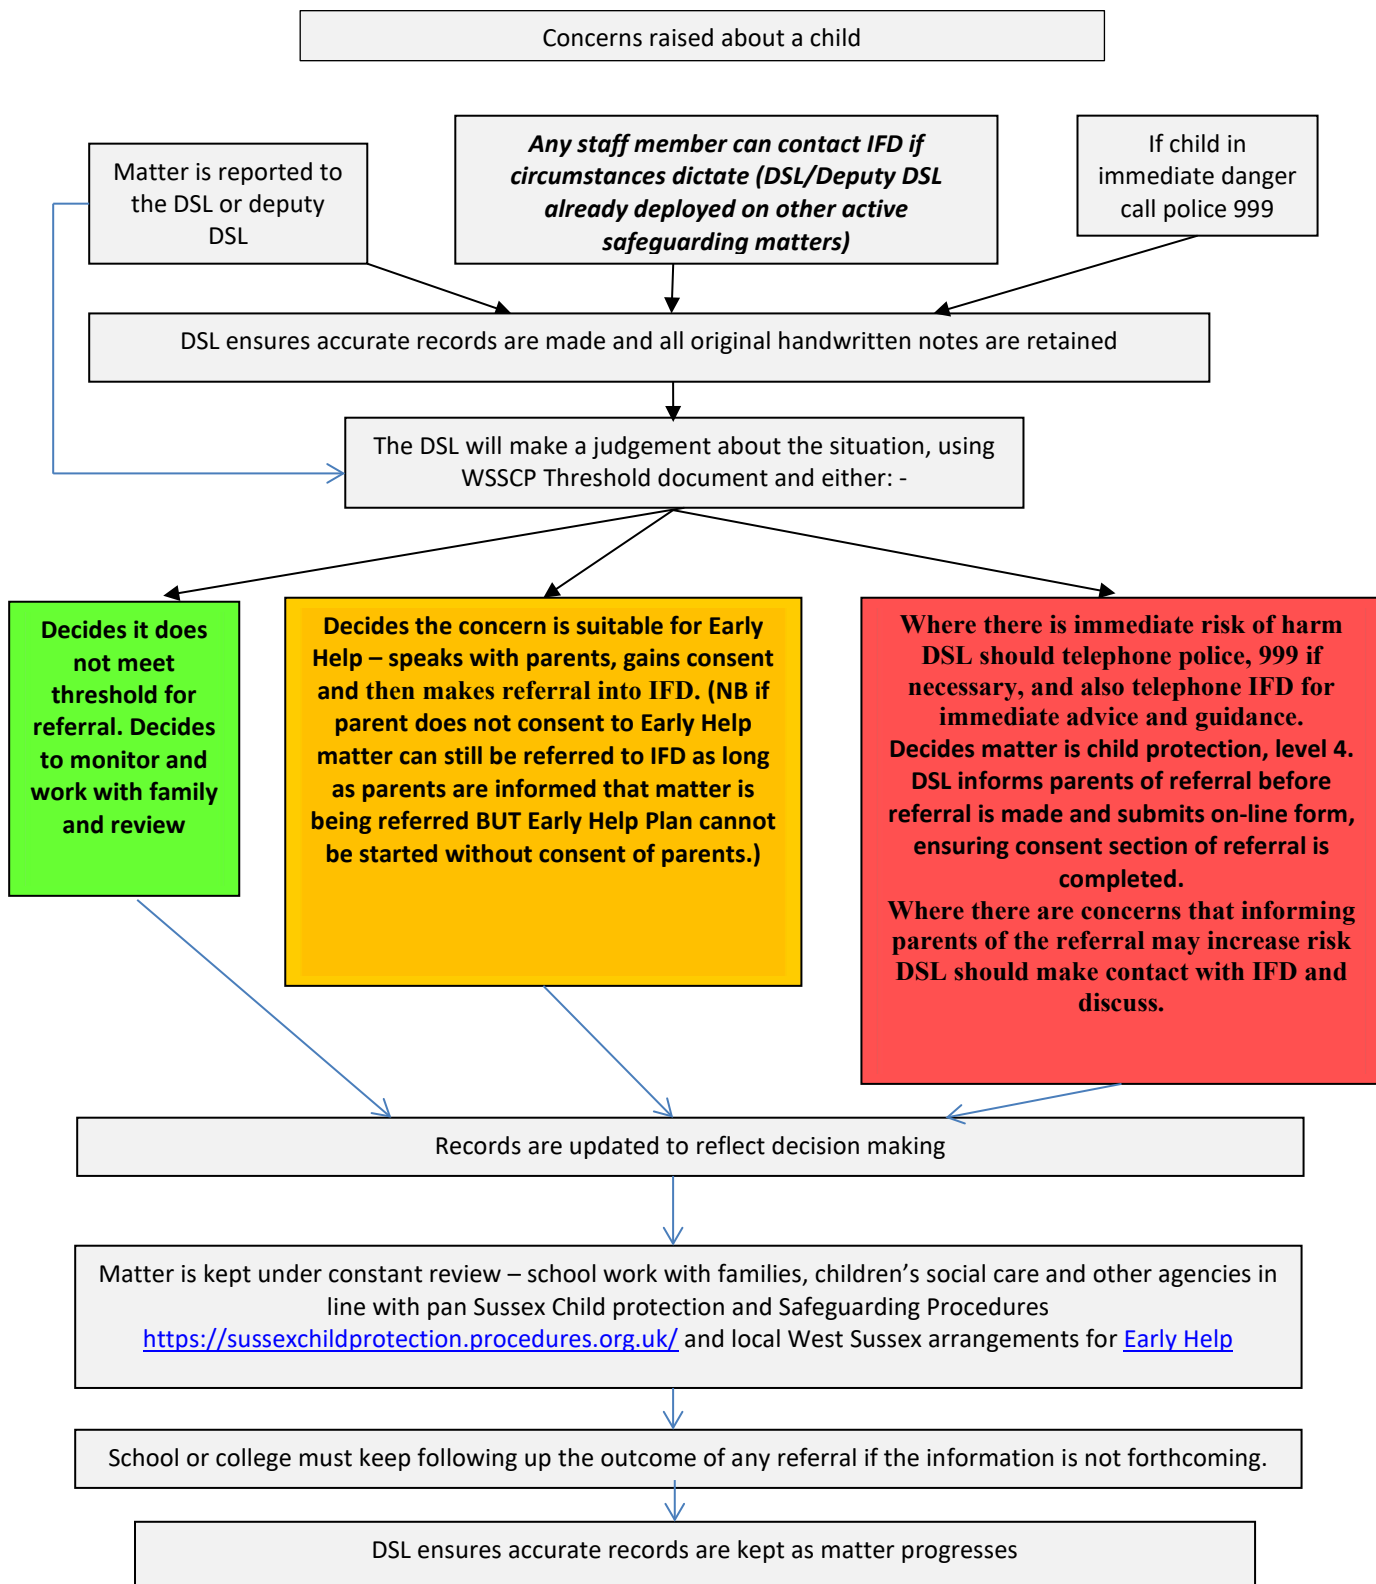 Concerns raised about a child
Matter is reported to
the DSL or deputy
DSL
Any staff member can contact IFD if
circumstances dictate (DSL/Deputy DSL
already deployed on other active
safeguarding matters)
If child in
immediate danger
call police 999
DSL ensures accurate records are made and all original handwritten notes are retained
The DSL will make a judgement about the situation, using
WSSCP Threshold document and either: -
Decides it does
not meet
threshold for
referral. Decides
to monitor and
work with family
and review
Decides the concern is suitable for Early
Help – speaks with parents, gains consent
and then makes referral into IFD. (NB if
parent does not consent to Early Help
matter can still be referred to IFD as long
as parents are informed that matter is
being referred BUT Early Help Plan cannot
be started without consent of parents.)
Where there is immediate risk of harm
DSL should telephone police, 999 if
necessary, and also telephone IFD for
immediate advice and guidance.
Decides matter is child protection, level 4.
DSL informs parents of referral before
referral is made and submits on-line form,
ensuring consent section of referral is
completed.
Where there are concerns that informing
parents of the referral may increase risk
DSL should make contact with IFD and
discuss.
Records are updated to reflect decision making
Matter is kept under constant review – school work with families, children’s social care and other agencies in
line with pan Sussex Child protection and Safeguarding Procedures
https://sussexchildprotection.procedures.org.uk/ and local West Sussex arrangements for Early Help
School or college must keep following up the outcome of any referral if the information is not forthcoming.
DSL ensures accurate records are kept as matter progresses